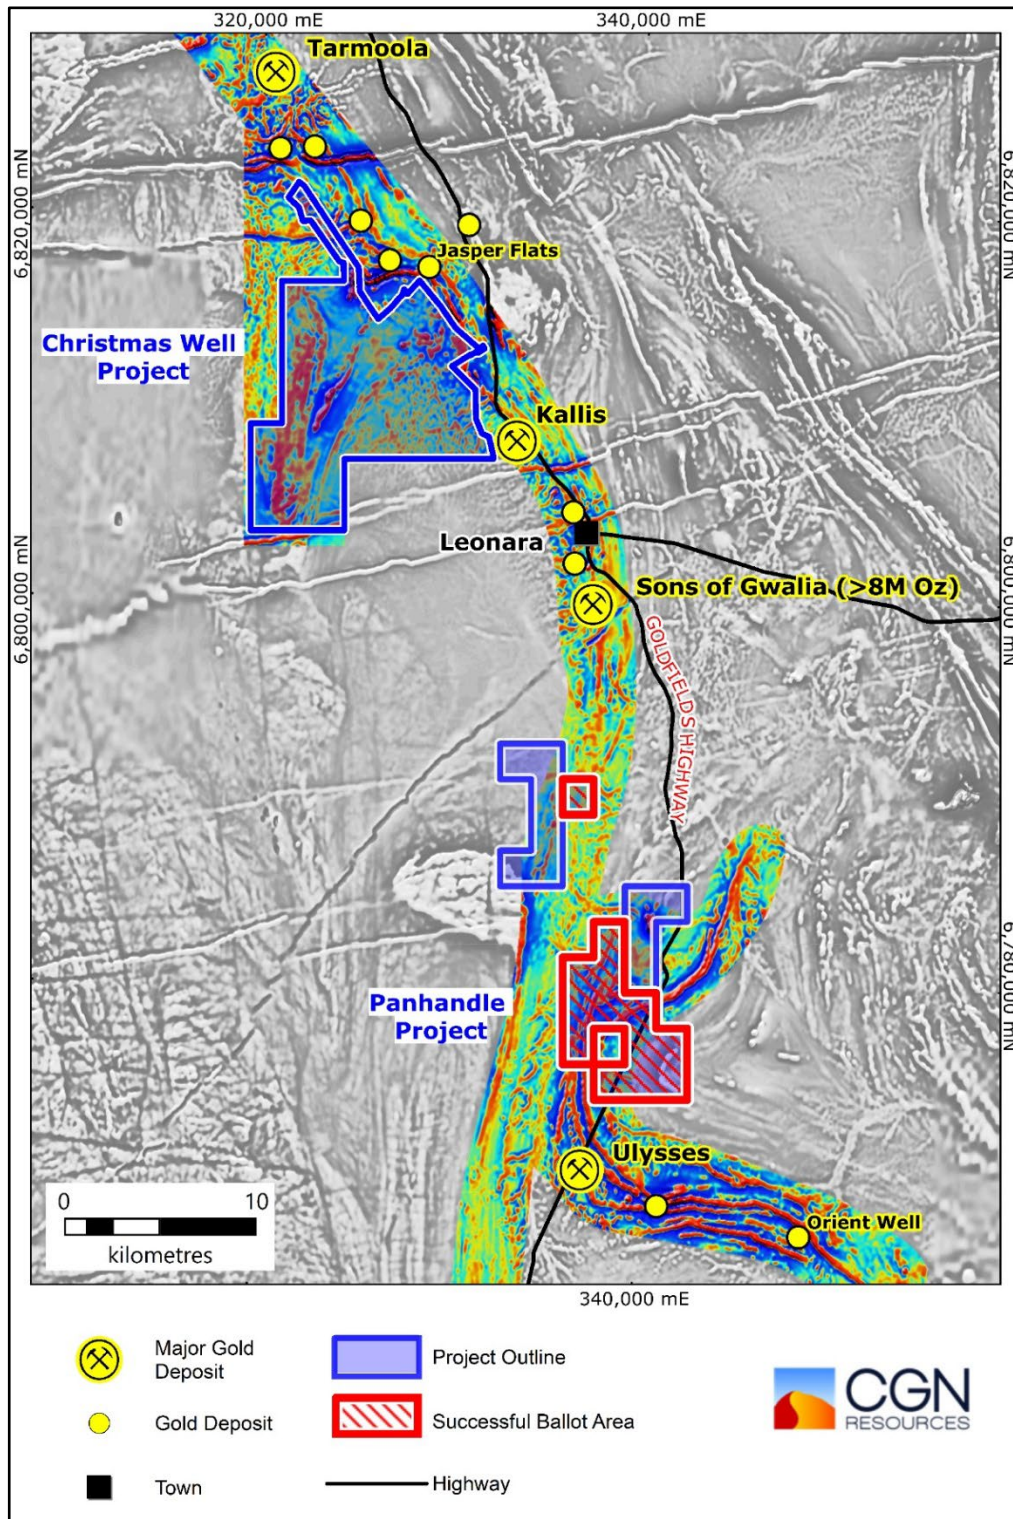 320,000 mE
340,000 mE
Tarmoola
6,820,000 mN
6,820,000 mN
Jasper Flats
Christmas Well
Project
Kallis
Leonara
Sons of Gwalia (>8M Oz)
6,800,000 mN
6,800,000 mN
GOLDFIELDS HIGHWAY
6,780,000 mN
Panhandle
Project
Ulysses
Orient Well
0 10
kilometres
340,000 mE
Major Gold
Deposit
Project Outline
Gold Deposit
Successful Ballot Area
Town
Highway
CGN
RESOURCES